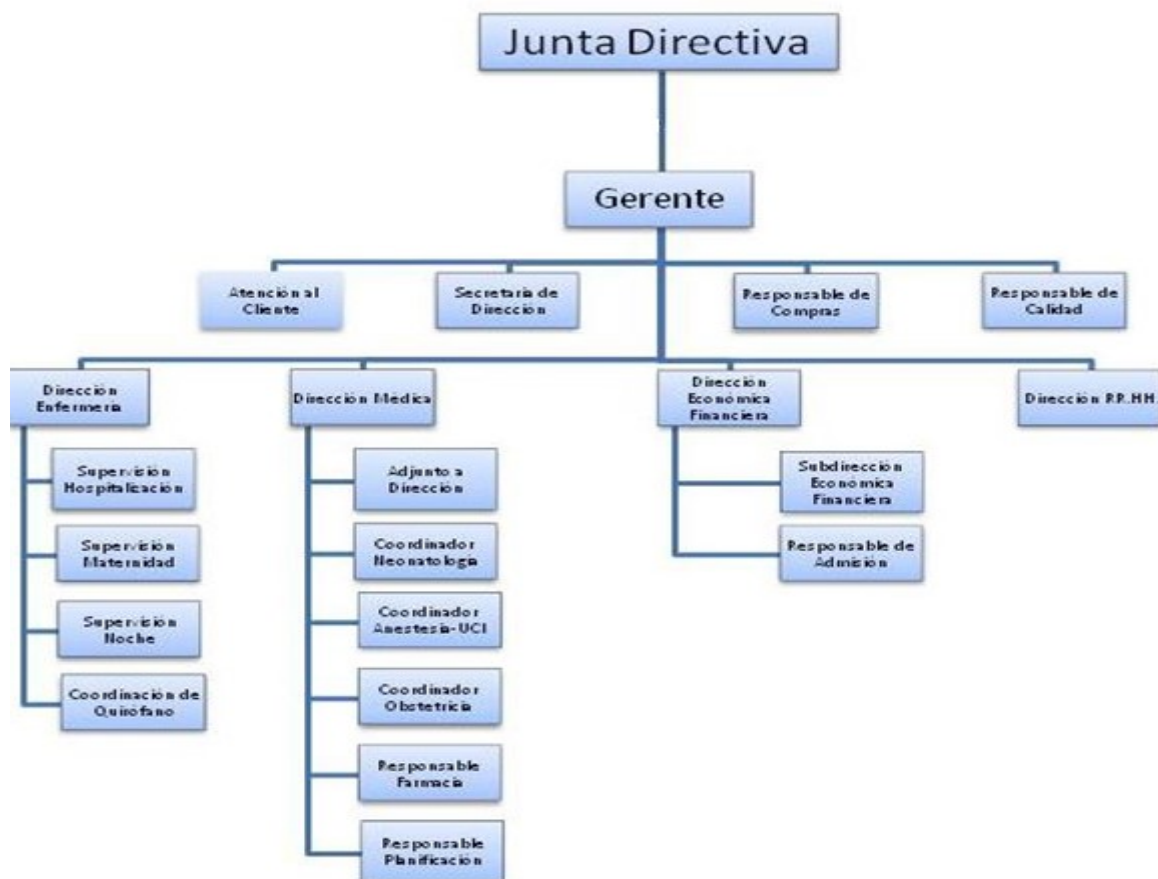 Junta Directiva
Gerente
Atención al
Cliente
Secretaría de
Dirección
Responsable de
Compras
Responsable de
Calidad
Dirección
Enfermería
Dirección Médica
Dirección
Económica
Financiera
Dirección RR.HH.
Supervisión
Hospitalización
Supervisión
Maternidad
Supervisión
Noche
Coordinación de
Quirófano
Adjunto a
Dirección
Coordinador
Neonatología
Coordinador
Anestesia-UCI
Coordinador
Obstetricia
Responsable
Farmacia
Responsable
Planificación
Subdirección
Económica
Financiera
Responsable de
Admisión